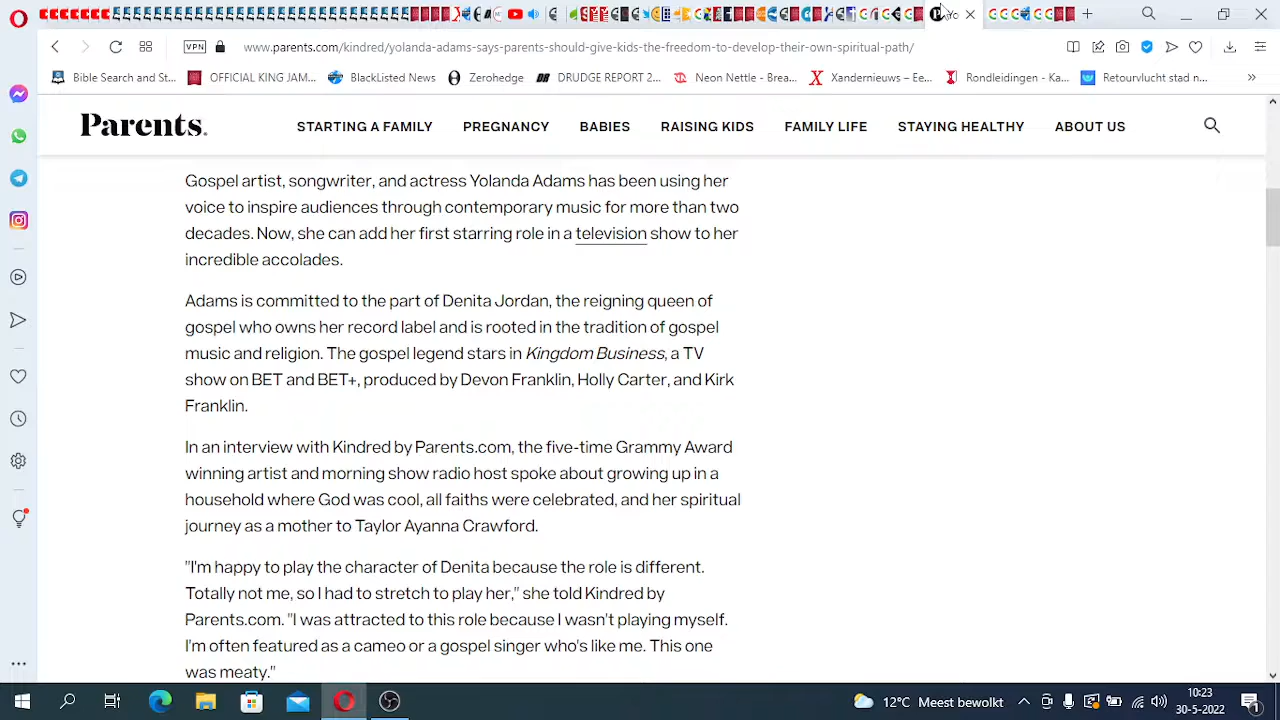 VPN
www.parents.com/kindred/yolanda-adams-says-parents-should-give-kids-the-freedom-to-develop-their-own-spiritual-path/
Bible Search and St... OFFICIAL KING JAM... BlackListed News Zerohedge DRUDGE REPORT 2... Neon Nettle - Brea... Xandernieuws – Ee... Rondleidingen - Ka... Retourvlucht stad n... »
Parents. STARTING A FAMILY PREGNANCY BABIES RAISING KIDS FAMILY LIFE STAYING HEALTHY ABOUT US
Gospel artist, songwriter, and actress Yolanda Adams has been using her
voice to inspire audiences through contemporary music for more than two
decades. Now, she can add her first starring role in a television show to her
incredible accolades.
Adams is committed to the part of Denita Jordan, the reigning queen of
gospel who owns her record label and is rooted in the tradition of gospel
music and religion. The gospel legend stars in Kingdom Business, a TV
show on BET and BET+, produced by Devon Franklin, Holly Carter, and Kirk
Franklin.
In an interview with Kindred by Parents.com, the five-time Grammy Award
winning artist and morning show radio host spoke about growing up in a
household where God was cool, all faiths were celebrated, and her spiritual
journey as a mother to Taylor Ayanna Crawford.
"I'm happy to play the character of Denita because the role is different.
Totally not me, so I had to stretch to play her," she told Kindred by
Parents.com. "I was attracted to this role because I wasn't playing myself.
I'm often featured as a cameo or a gospel singer who's like me. This one
was meaty."
12°C Meest bewolkt
10:23
30-5-2022
1